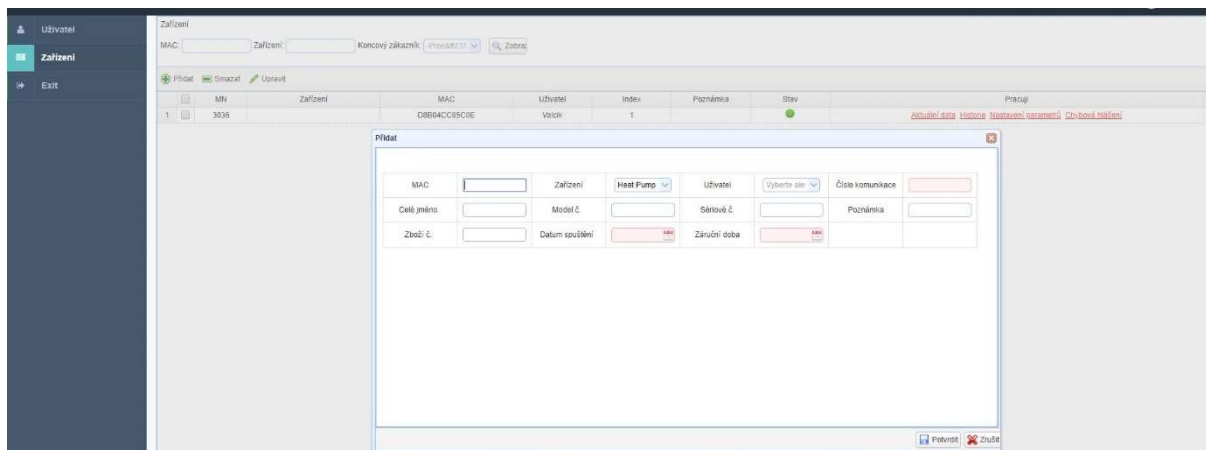 Uživatel
Zařízení
Exit
Zařízení
MAC: Zařízení: Koncový zákazník: Zobraz
Přidat Smazat Upravit
MN Zařízení MAC Uživatel Index Poznámka Stav Pracuji
1 3036 Valcik 1 Aktuální data Historie Nastavení parametrů Chybová hlášení
Přidat
MAC Zařízení Heat Pump Uživatel Vyberte ale Číslo komunikace
Celé jméno Model č. Sériové č. Poznámka
Zboží č. Datum spuštění Záruční doba
Potvrdit Zrušit